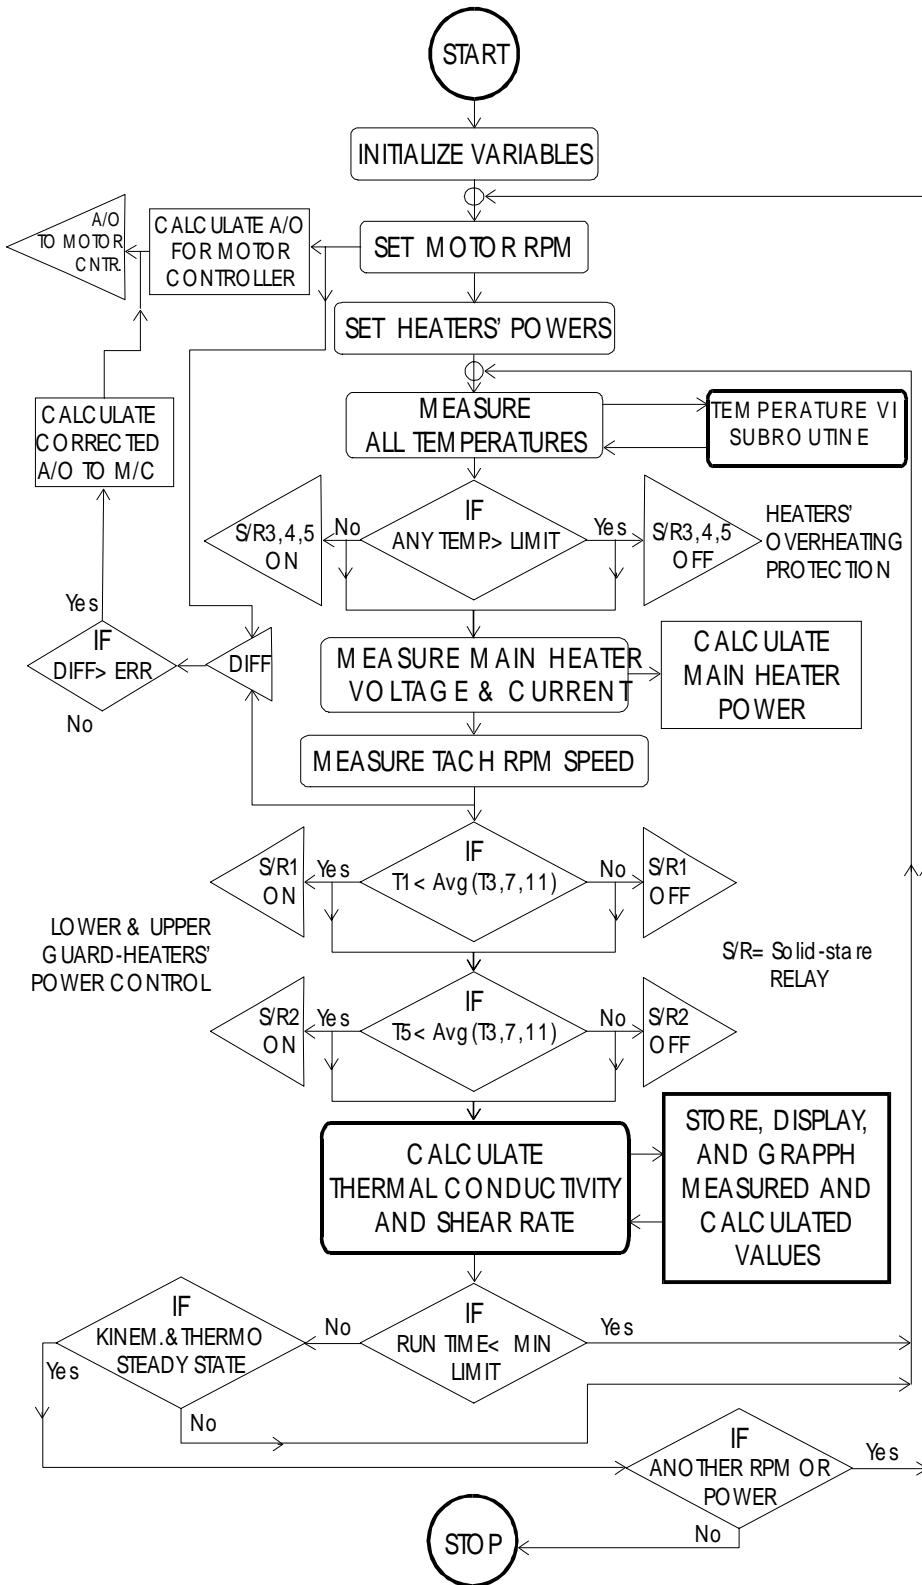 START
INITIALIZE VARIABLES
A/O
TO MOTOR
CNTR.
CALCULATE A/O
FOR MOTOR
CONTROLLER
SET MOTOR RPM
SET HEATERS' POWERS
MEASURE
ALL TEMPERATURES
TEMPERATURE VI
SUBROUTINE
CALCULATE
CORRECTED
A/O TO M/C
S/R3,4,5
ON
No
IF
ANY TEMP.> LIMIT
Yes
S/R3,4,5
OFF
HEATERS'
OVERHEATING
PROTECTION
Yes
IF
DIFF> ERR
No
DIFF
MEASURE MAIN HEATER
VOLTAGE & CURRENT
CALCULATE
MAIN HEATER
POWER
MEASURE TACH RPM SPEED
S/R1
ON
Yes
IF
T1< Avg(T3,7,11)
No
S/R1
OFF
LOWER & UPPER
GUARD-HEATERS'
POWER CONTROL
S/R= Solid-stare
RELAY
S/R2
ON
Yes
IF
T5< Avg(T3,7,11)
No
S/R2
OFF
CALCULATE
THERMAL CONDUCTIVITY
AND SHEAR RATE
STORE, DISPLAY,
AND GRAPPH
MEASURED AND
CALCULATED
VALUES
IF
KINEM.&THERMO
STEADY STATE
Yes
No
No
IF
RUN TIME< MIN
LIMIT
Yes
IF
ANOTHER RPM OR
POWER
Yes
No
STOP